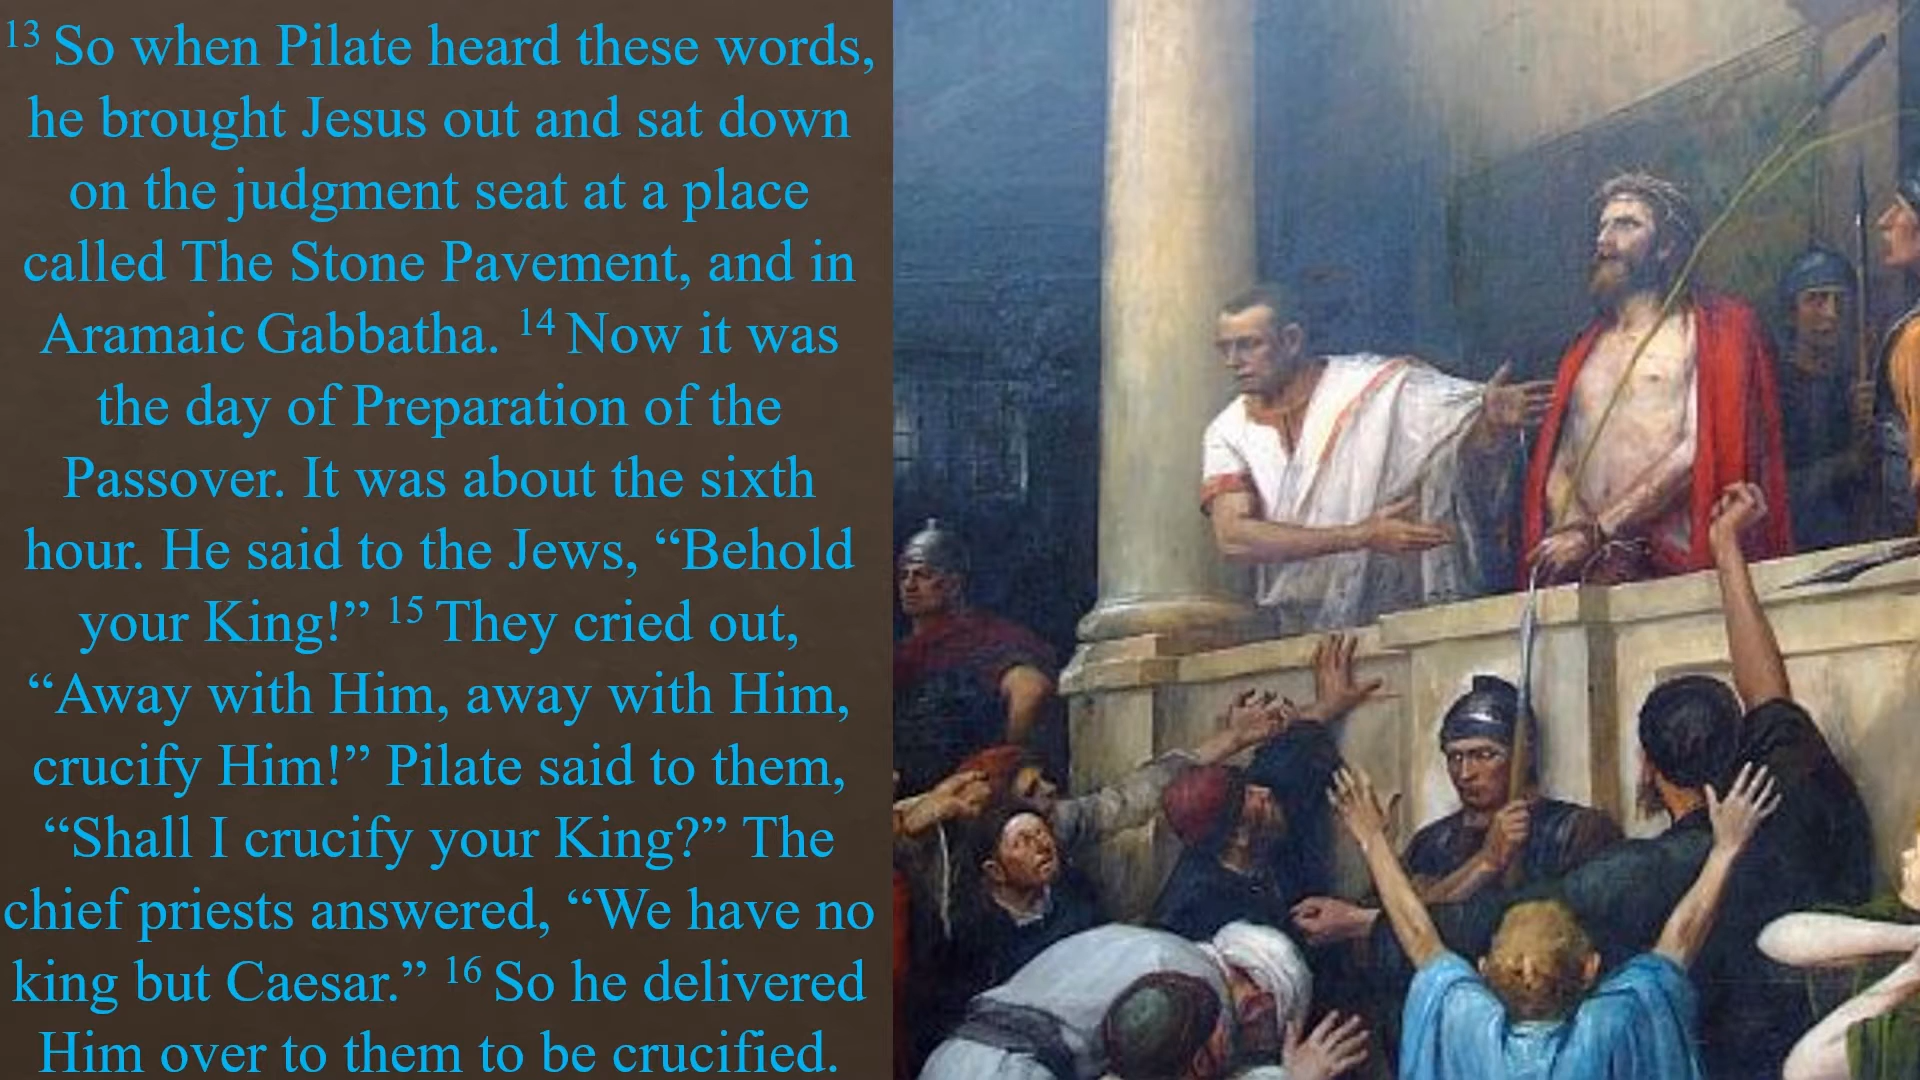 13 So when Pilate heard these words,
he brought Jesus out and sat down
on the judgment seat at a place
called The Stone Pavement, and in
Aramaic Gabbatha. 14 Now it was
the day of Preparation of the
Passover. It was about the sixth
hour. He said to the Jews, “Behold
your King!” 15 They cried out,
“Away with Him, away with Him,
crucify Him!” Pilate said to them,
“Shall I crucify your King?” The
chief priests answered, “We have no
king but Caesar.” 16 So he delivered
Him over to them to be crucified.